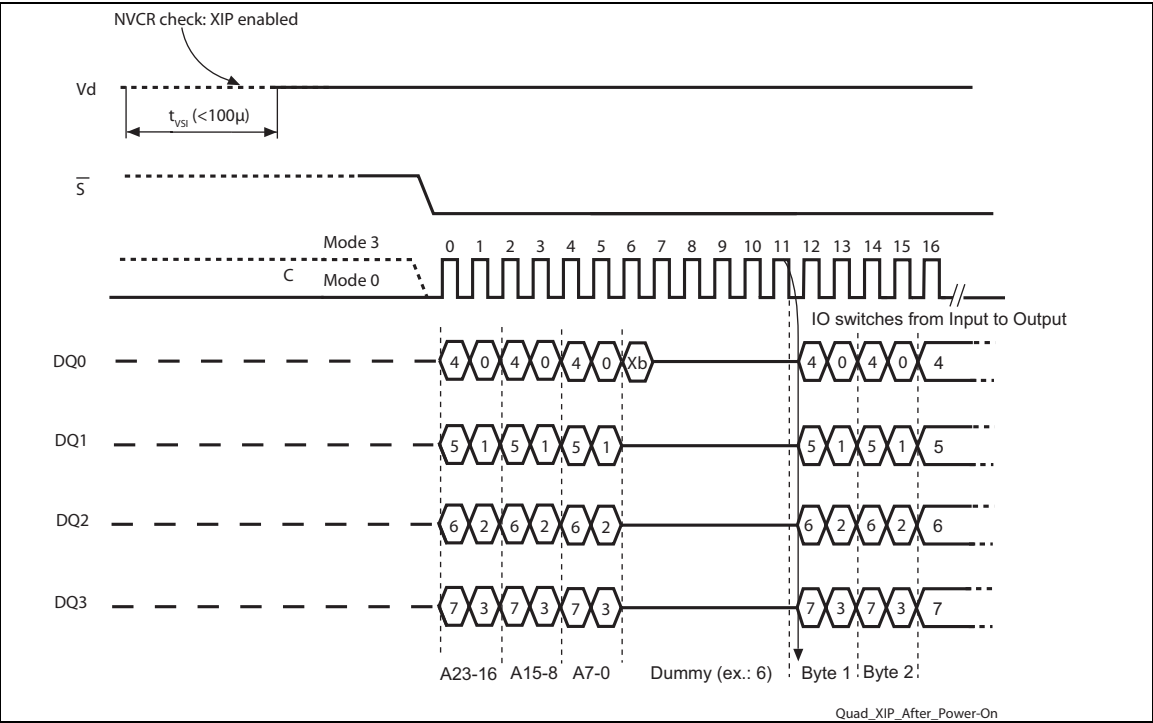 NVCR check: XIP enabled
Vd
tVSI (<100μ)
S
Mode 3
C
Mode 0
0 1 2 3 4 5 6 7 8 9 10 11 12 13 14 15 16
IO switches from Input to Output
DQ0 4 0 4 0 4 0 Xb 4 0 4 0 4
DQ1 5 1 5 1 5 1 5 1 5 1 5
DQ2 6 2 6 2 6 2 6 2 6 2 6
DQ3 7 3 7 3 7 3 7 3 7 3 7
A23-16 A15-8 A7-0 Dummy (ex.: 6) Byte 1 Byte 2
Quad_XIP_After_Power-On